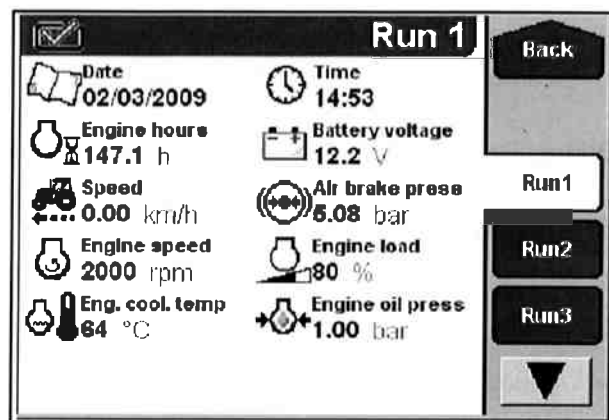 Run 1
Back
Date
02/03/2009
Time
14:53
Engine hours
147.1 h
Battery voltage
12.2 V
Speed
0.00 km/h
Air brake press
5.08 bar
Engine speed
2000 rpm
Engine load
80 %
Eng. cool. temp
64 °C
Engine oil press
1.00 bar
Run1
Run2
Run3